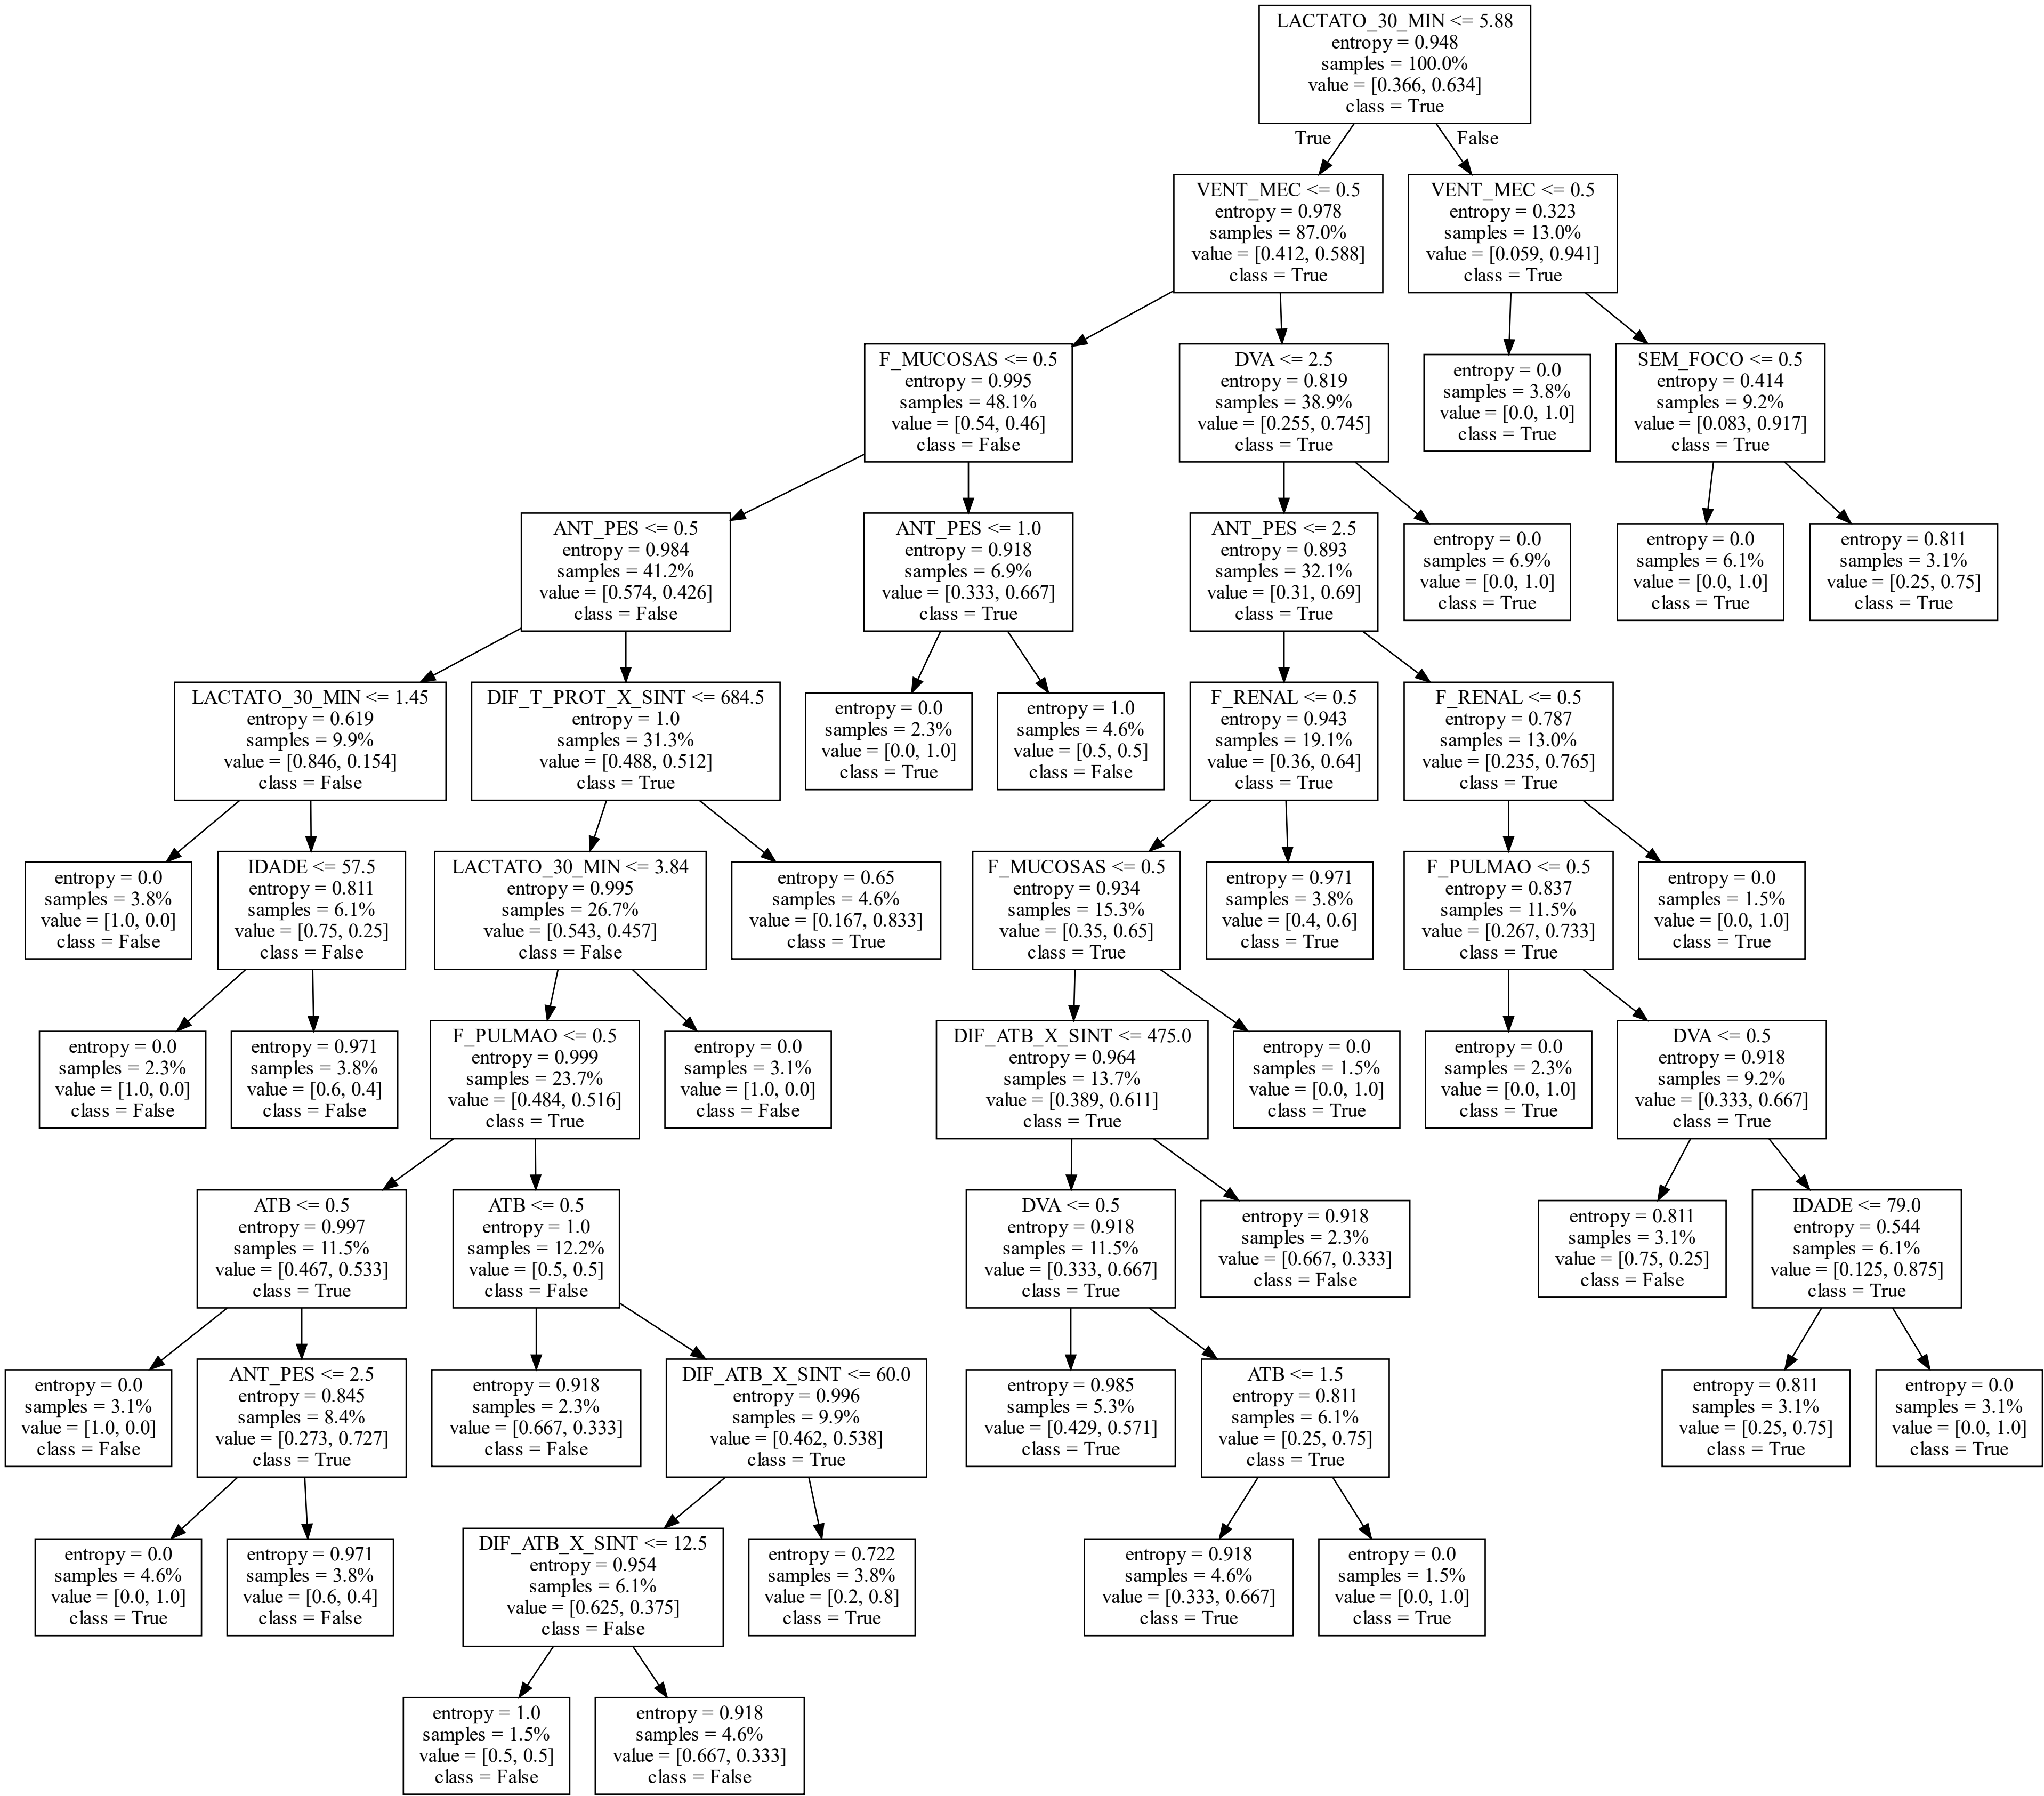 LACTATO_30_MIN <= 5.88
entropy = 0.948
samples = 100.0%
value = [0.366, 0.634]
class = True
True
False
VENT_MEC <= 0.5
entropy = 0.978
samples = 87.0%
value = [0.412, 0.588]
class = True
VENT_MEC <= 0.5
entropy = 0.323
samples = 13.0%
value = [0.059, 0.941]
class = True
F_MUCOSAS <= 0.5
entropy = 0.995
samples = 48.1%
value = [0.54, 0.46]
class = False
DVA <= 2.5
entropy = 0.819
samples = 38.9%
value = [0.255, 0.745]
class = True
entropy = 0.0
samples = 3.8%
value = [0.0, 1.0]
class = True
SEM_FOCO <= 0.5
entropy = 0.414
samples = 9.2%
value = [0.083, 0.917]
class = True
ANT_PES <= 0.5
entropy = 0.984
samples = 41.2%
value = [0.574, 0.426]
class = False
ANT_PES <= 1.0
entropy = 0.918
samples = 6.9%
value = [0.333, 0.667]
class = True
ANT_PES <= 2.5
entropy = 0.893
samples = 32.1%
value = [0.31, 0.69]
class = True
entropy = 0.0
samples = 6.9%
value = [0.0, 1.0]
class = True
entropy = 0.0
samples = 6.1%
value = [0.0, 1.0]
class = True
entropy = 0.811
samples = 3.1%
value = [0.25, 0.75]
class = True
LACTATO_30_MIN <= 1.45
entropy = 0.619
samples = 9.9%
value = [0.846, 0.154]
class = False
DIF_T_PROT_X_SINT <= 684.5
entropy = 1.0
samples = 31.3%
value = [0.488, 0.512]
class = True
entropy = 0.0
samples = 2.3%
value = [0.0, 1.0]
class = True
entropy = 1.0
samples = 4.6%
value = [0.5, 0.5]
class = False
F_RENAL <= 0.5
entropy = 0.943
samples = 19.1%
value = [0.36, 0.64]
class = True
F_RENAL <= 0.5
entropy = 0.787
samples = 13.0%
value = [0.235, 0.765]
class = True
entropy = 0.0
samples = 3.8%
value = [1.0, 0.0]
class = False
IDADE <= 57.5
entropy = 0.811
samples = 6.1%
value = [0.75, 0.25]
class = False
LACTATO_30_MIN <= 3.84
entropy = 0.995
samples = 26.7%
value = [0.543, 0.457]
class = False
entropy = 0.65
samples = 4.6%
value = [0.167, 0.833]
class = True
F_MUCOSAS <= 0.5
entropy = 0.934
samples = 15.3%
value = [0.35, 0.65]
class = True
entropy = 0.971
samples = 3.8%
value = [0.4, 0.6]
class = True
F_PULMAO <= 0.5
entropy = 0.837
samples = 11.5%
value = [0.267, 0.733]
class = True
entropy = 0.0
samples = 1.5%
value = [0.0, 1.0]
class = True
entropy = 0.0
samples = 2.3%
value = [1.0, 0.0]
class = False
entropy = 0.971
samples = 3.8%
value = [0.6, 0.4]
class = False
F_PULMAO <= 0.5
entropy = 0.999
samples = 23.7%
value = [0.484, 0.516]
class = True
entropy = 0.0
samples = 3.1%
value = [1.0, 0.0]
class = False
DIF_ATB_X_SINT <= 475.0
entropy = 0.964
samples = 13.7%
value = [0.389, 0.611]
class = True
entropy = 0.0
samples = 1.5%
value = [0.0, 1.0]
class = True
entropy = 0.0
samples = 2.3%
value = [0.0, 1.0]
class = True
DVA <= 0.5
entropy = 0.918
samples = 9.2%
value = [0.333, 0.667]
class = True
ATB <= 0.5
entropy = 0.997
samples = 11.5%
value = [0.467, 0.533]
class = True
ATB <= 0.5
entropy = 1.0
samples = 12.2%
value = [0.5, 0.5]
class = False
DVA <= 0.5
entropy = 0.918
samples = 11.5%
value = [0.333, 0.667]
class = True
entropy = 0.918
samples = 2.3%
value = [0.667, 0.333]
class = False
entropy = 0.811
samples = 3.1%
value = [0.75, 0.25]
class = False
IDADE <= 79.0
entropy = 0.544
samples = 6.1%
value = [0.125, 0.875]
class = True
entropy = 0.0
samples = 3.1%
value = [1.0, 0.0]
class = False
ANT_PES <= 2.5
entropy = 0.845
samples = 8.4%
value = [0.273, 0.727]
class = True
entropy = 0.918
samples = 2.3%
value = [0.667, 0.333]
class = False
DIF_ATB_X_SINT <= 60.0
entropy = 0.996
samples = 9.9%
value = [0.462, 0.538]
class = True
entropy = 0.985
samples = 5.3%
value = [0.429, 0.571]
class = True
ATB <= 1.5
entropy = 0.811
samples = 6.1%
value = [0.25, 0.75]
class = True
entropy = 0.811
samples = 3.1%
value = [0.25, 0.75]
class = True
entropy = 0.0
samples = 3.1%
value = [0.0, 1.0]
class = True
entropy = 0.0
samples = 4.6%
value = [0.0, 1.0]
class = True
entropy = 0.971
samples = 3.8%
value = [0.6, 0.4]
class = False
DIF_ATB_X_SINT <= 12.5
entropy = 0.954
samples = 6.1%
value = [0.625, 0.375]
class = False
entropy = 0.722
samples = 3.8%
value = [0.2, 0.8]
class = True
entropy = 0.918
samples = 4.6%
value = [0.333, 0.667]
class = True
entropy = 0.0
samples = 1.5%
value = [0.0, 1.0]
class = True
entropy = 1.0
samples = 1.5%
value = [0.5, 0.5]
class = False
entropy = 0.918
samples = 4.6%
value = [0.667, 0.333]
class = False